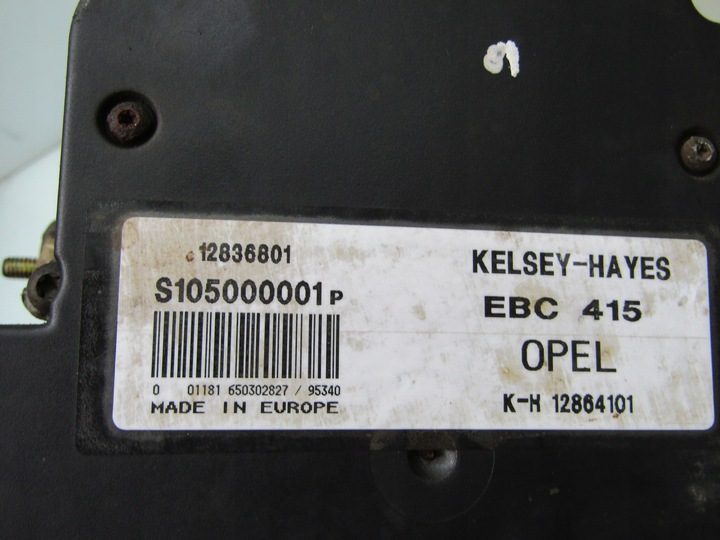 12836801
S105000001P
0 01181 650302827 / 95340
MADE IN EUROPE
KELSEY-HAYES
EBC 415
OPEL
K-H 12864101